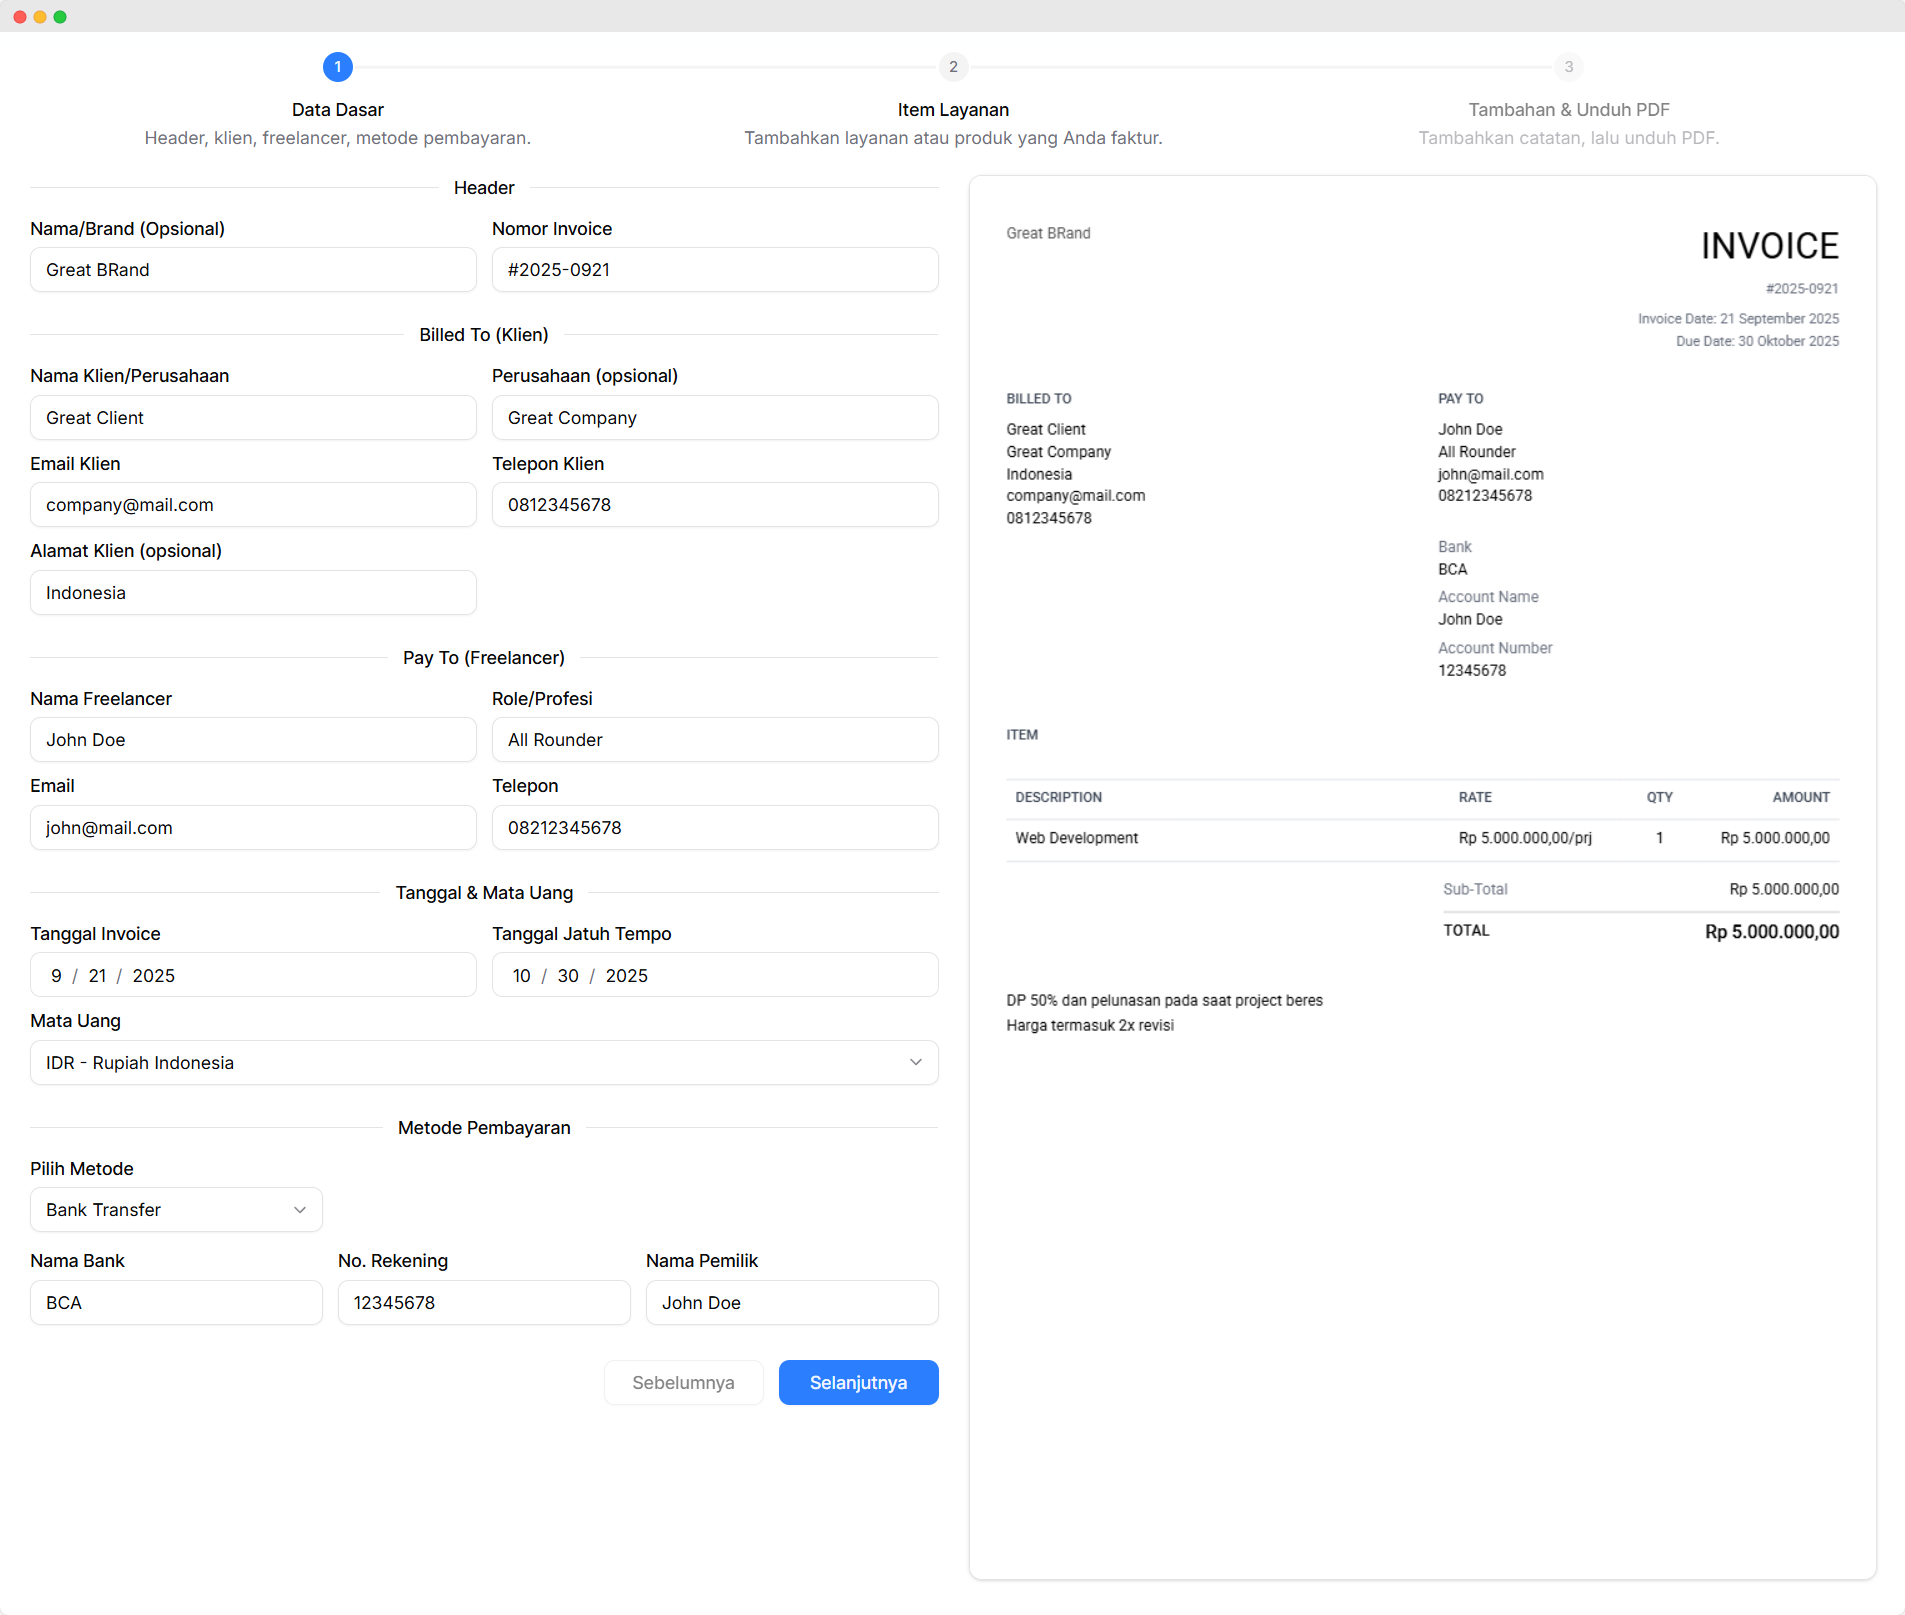 1
2
3
Data Dasar
Header, klien, freelancer, metode pembayaran.
Item Layanan
Tambahkan layanan atau produk yang Anda faktur.
Tambahan & Unduh PDF
Tambahkan catatan, lalu unduh PDF.
Header
Nama/Brand (Opsional)
Nomor Invoice
Great BRand
#2025-0921
Billed To (Klien)
Nama Klien/Perusahaan
Perusahaan (opsional)
Great Client
Great Company
Email Klien
Telepon Klien
company@mail.com
0812345678
Alamat Klien (opsional)
Indonesia
Pay To (Freelancer)
Nama Freelancer
Role/Profesi
John Doe
All Rounder
Email
Telepon
john@mail.com
08212345678
Tanggal & Mata Uang
Tanggal Invoice
Tanggal Jatuh Tempo
9 / 21 / 2025
10 / 30 / 2025
Mata Uang
IDR - Rupiah Indonesia
Metode Pembayaran
Pilih Metode
Bank Transfer
Nama Bank
No. Rekening
Nama Pemilik
BCA
12345678
John Doe
Sebelumnya
Selanjutnya
Great BRand
INVOICE
#2025-0921
Invoice Date: 21 September 2025
Due Date: 30 Oktober 2025
BILLED TO
Great Client
Great Company
Indonesia
company@mail.com
0812345678
PAY TO
John Doe
All Rounder
john@mail.com
08212345678
Bank
BCA
Account Name
John Doe
Account Number
12345678
ITEM
DESCRIPTION RATE QTY AMOUNT
Web Development Rp 5.000.000,00/prj 1 Rp 5.000.000,00
Sub-Total Rp 5.000.000,00
TOTAL Rp 5.000.000,00
DP 50% dan pelunasan pada saat project beres
Harga termasuk 2x revisi